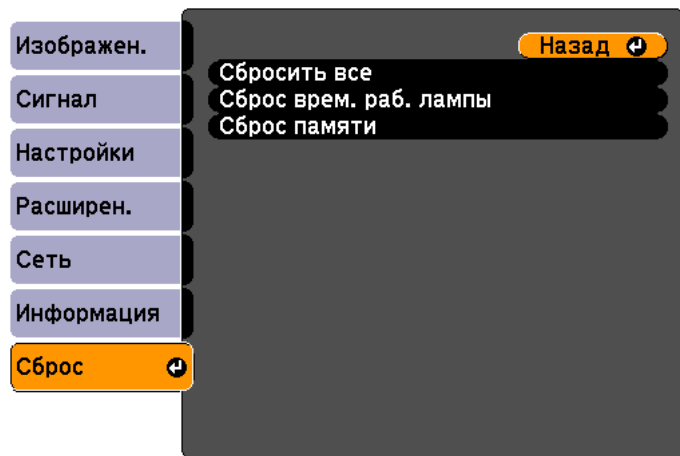 Изображен.
Сигнал
Настройки
Расширен.
Сеть
Информация
Сброс
Назад
Сбросить все
Сброс врем. раб. лампы
Сброс памяти